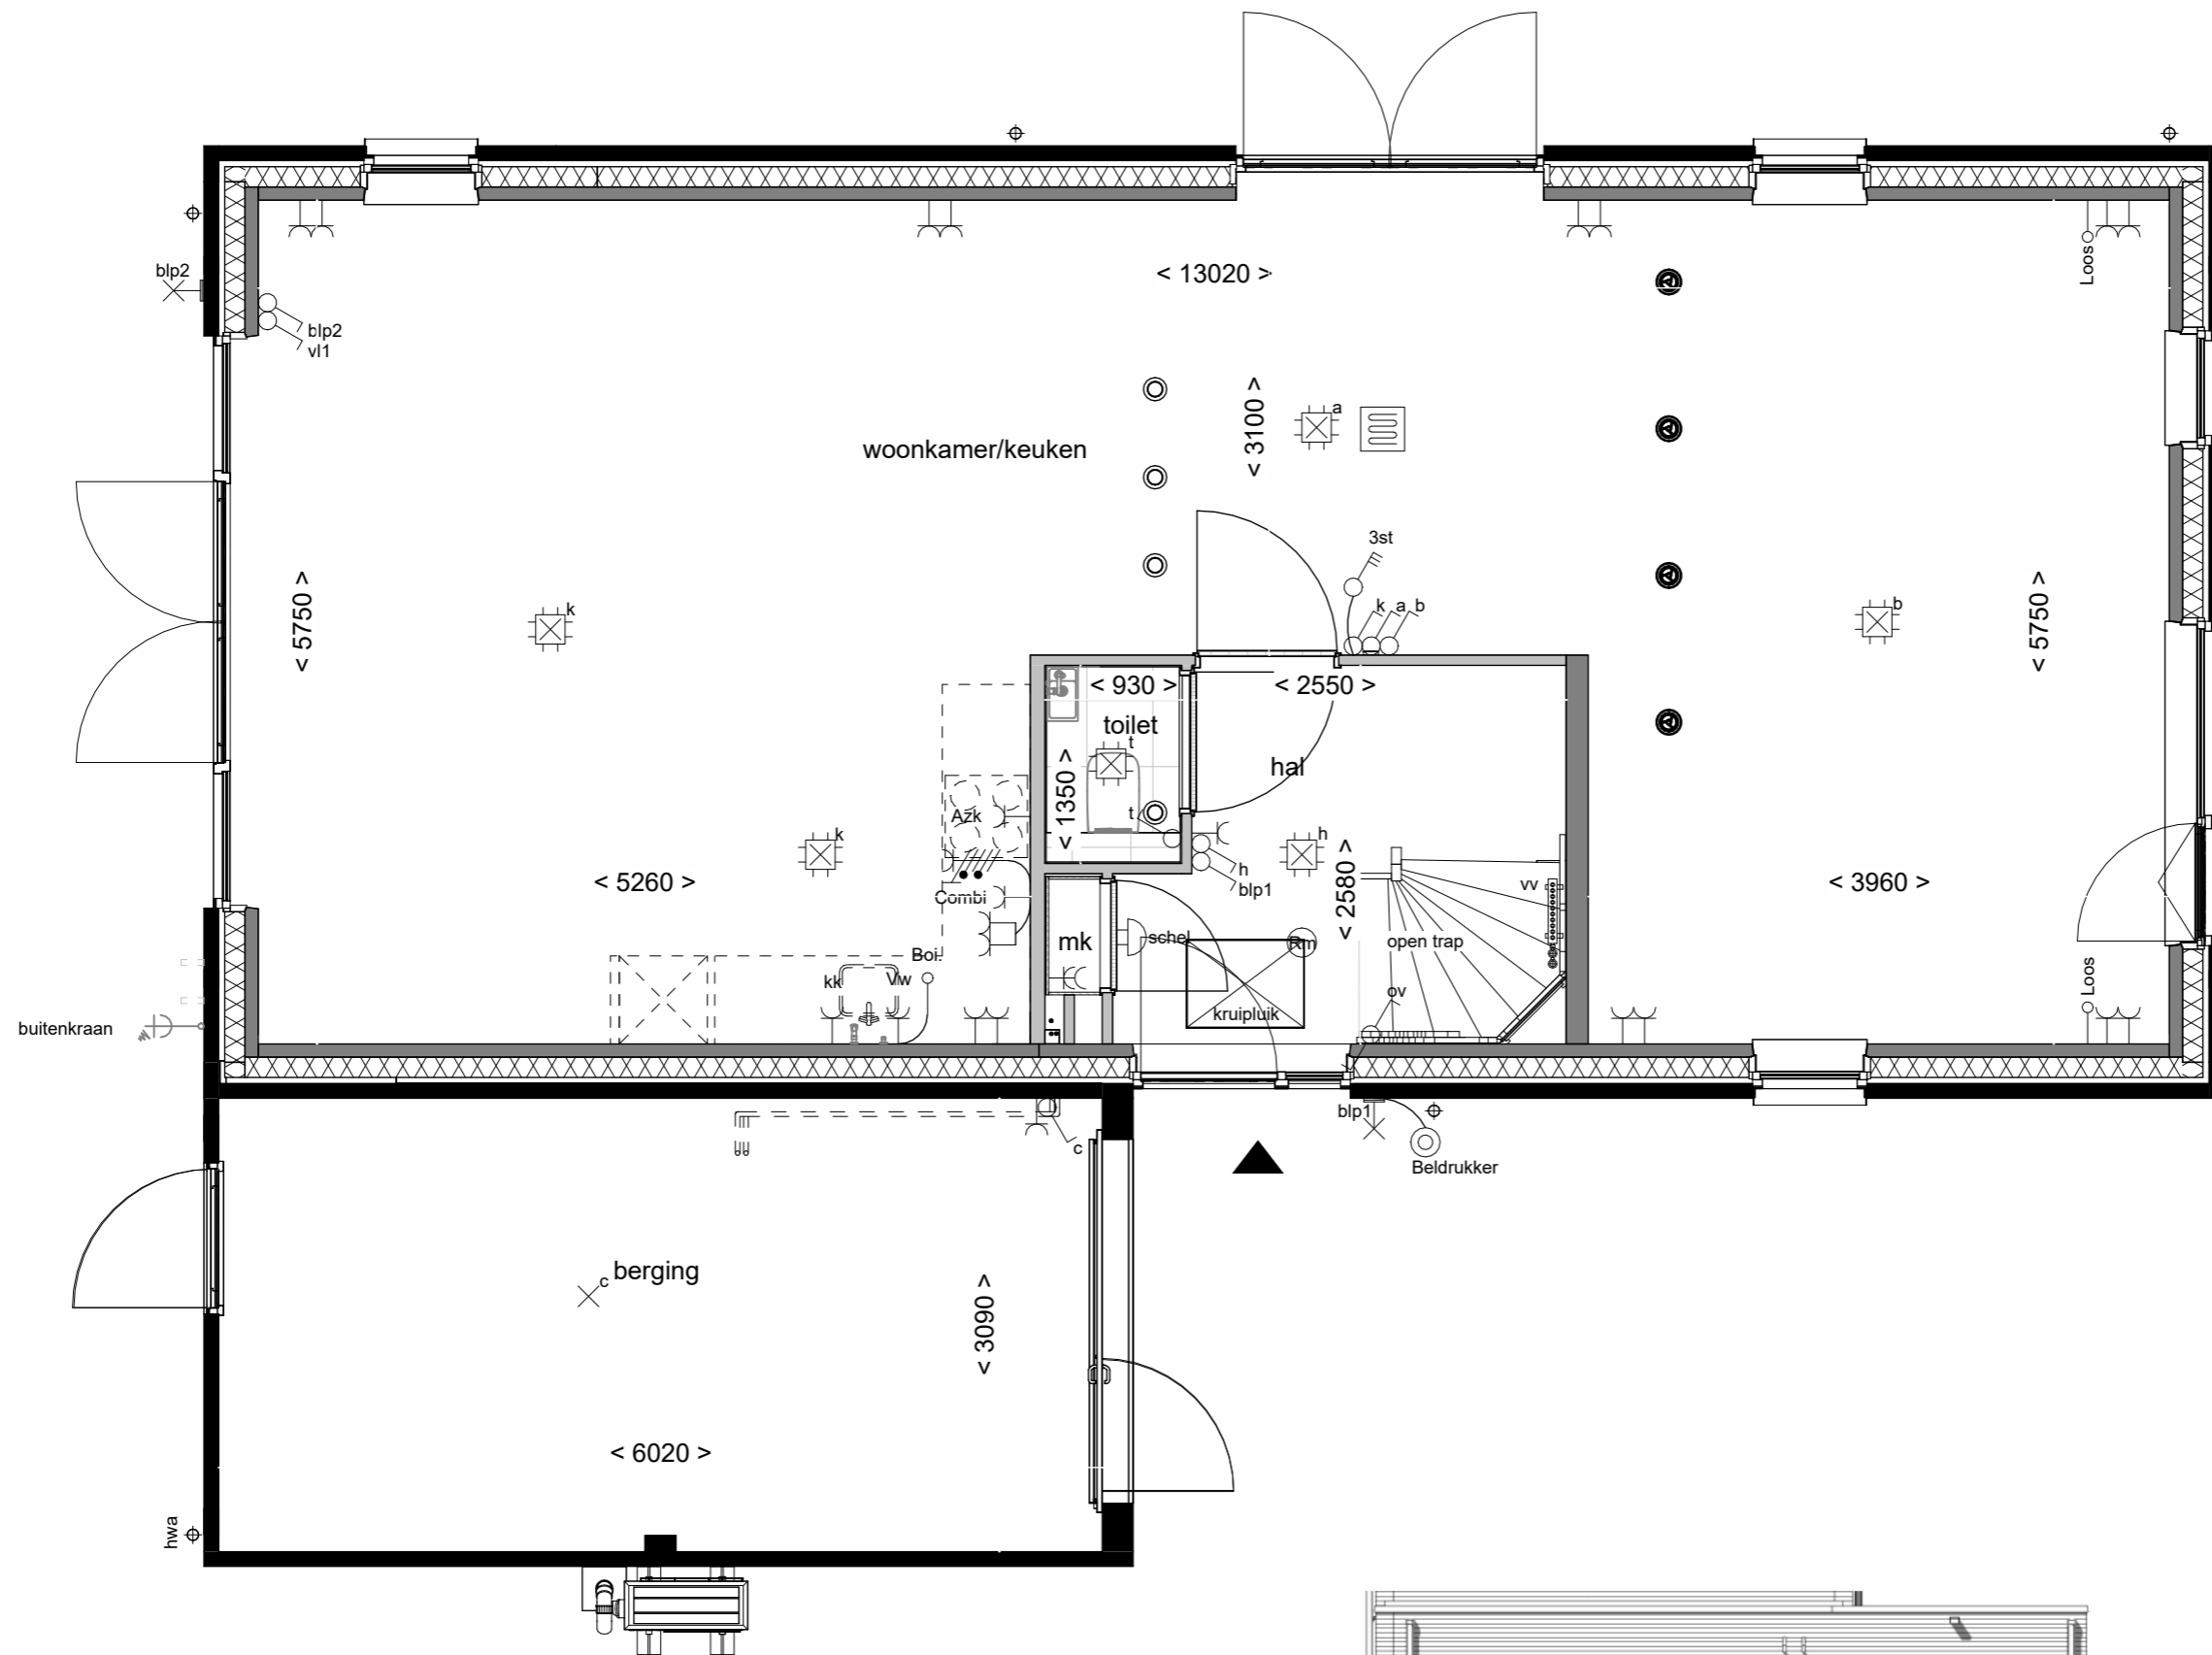 < 13020 >
Loos
blp2
blp2
vl1
a
< 3100 >
woonkamer/keuken
3st
< 5750 >
k
k a b
b
< 5750 >
< 930 >
< 2550 >
toilet
t
hal
< 1350 >
Azk
t
k
h
h
blp1
< 2580 >
< 5260 >
vv
< 3960 >
Combi
mk
schel
Rm
open trap
Boi.
kk
Vw
ov
Loos
kruipluik
buitenkraan
blp1
c
Beldrukker
c
berging
< 3090 >
< 6020 >
hwa